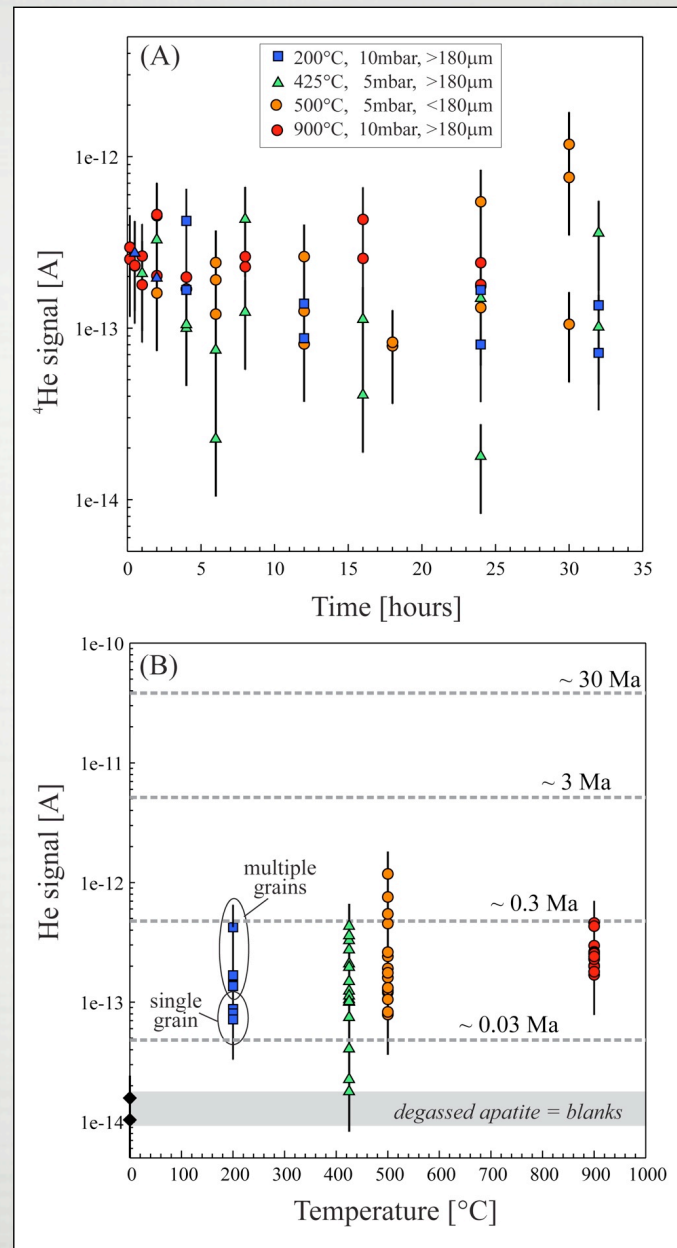 (A)
200°C, 10mbar, >180μm
425°C, 5mbar, >180μm
500°C, 5mbar, <180μm
900°C, 10mbar, >180μm
1e-12
1e-13
1e-14
⁴He signal [A]
0 5 10 15 20 25 30 35
Time [hours]
(B)
1e-10
1e-11
1e-12
1e-13
1e-14
He signal [A]
~ 30 Ma
~ 3 Ma
multiple
grains
~ 0.3 Ma
single
grain
~ 0.03 Ma
degassed apatite = blanks
0 100 200 300 400 500 600 700 800 900 1000
Temperature [°C]